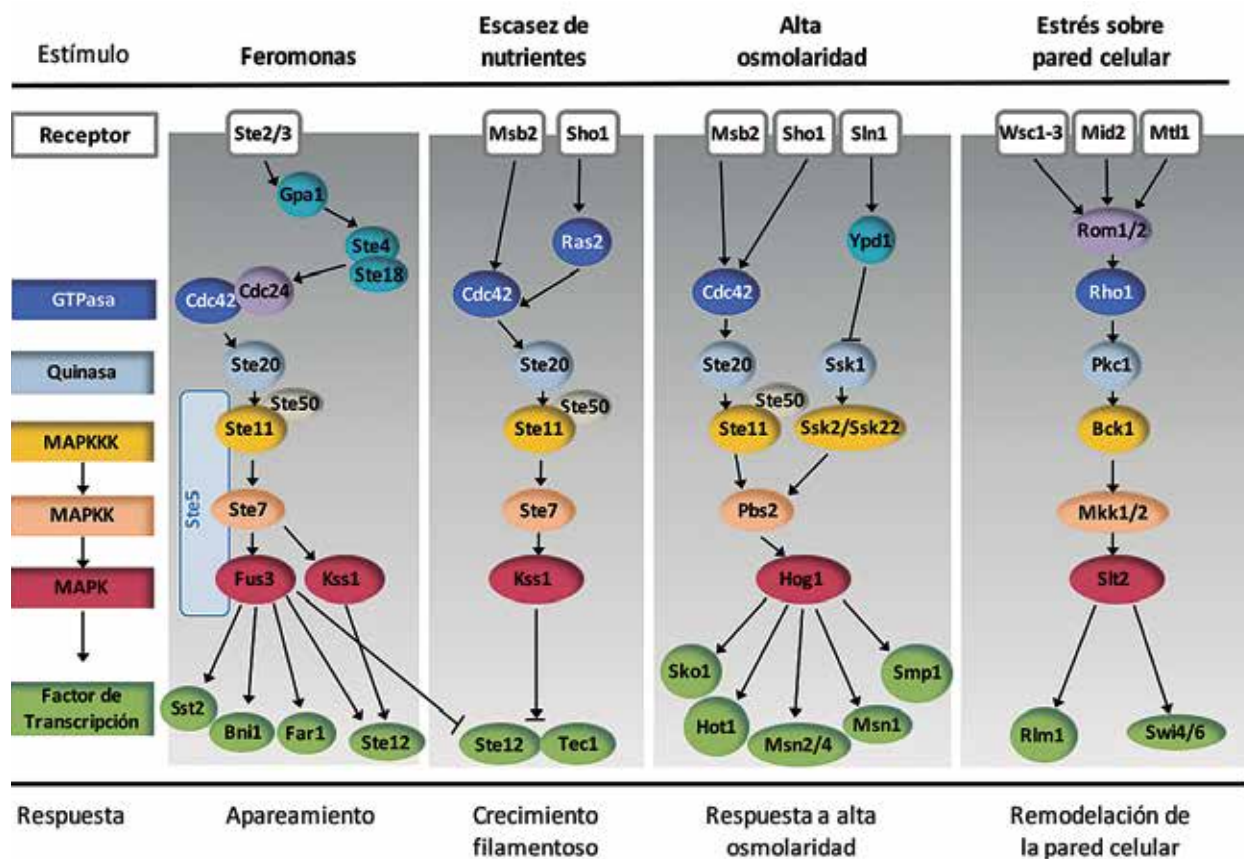 Estímulo
Feromonas
Escasez de
nutrientes
Alta
osmolaridad
Estrés sobre
pared celular
Receptor
Ste2/3
Msb2
Sho1
Msb2
Sho1
Sln1
Wsc1-3
Mid2
Mtl1
Gpa1
Ste4
Ste18
Ras2
Ypd1
Rom1/2
GTPasa
Cdc42
Cdc24
Cdc42
Cdc42
Rho1
Quinasa
Ste20
Ste20
Ste20
Ssk1
Pkc1
Ste50
Ste50
Ste50
MAPKKK
Ste11
Ste11
Ste11
Ssk2/Ssk22
Bck1
Ste5
MAPKK
Ste7
Ste7
Pbs2
Mkk1/2
MAPK
Fus3
Kss1
Kss1
Hog1
Slt2
Factor de
Transcripción
Sst2
Bni1
Far1
Ste12
Ste12
Tec1
Sko1
Hot1
Msn2/4
Msn1
Smp1
Rlm1
Swi4/6
Respuesta
Apareamiento
Crecimiento
filamentoso
Respuesta a alta
osmolaridad
Remodelación de
la pared celular